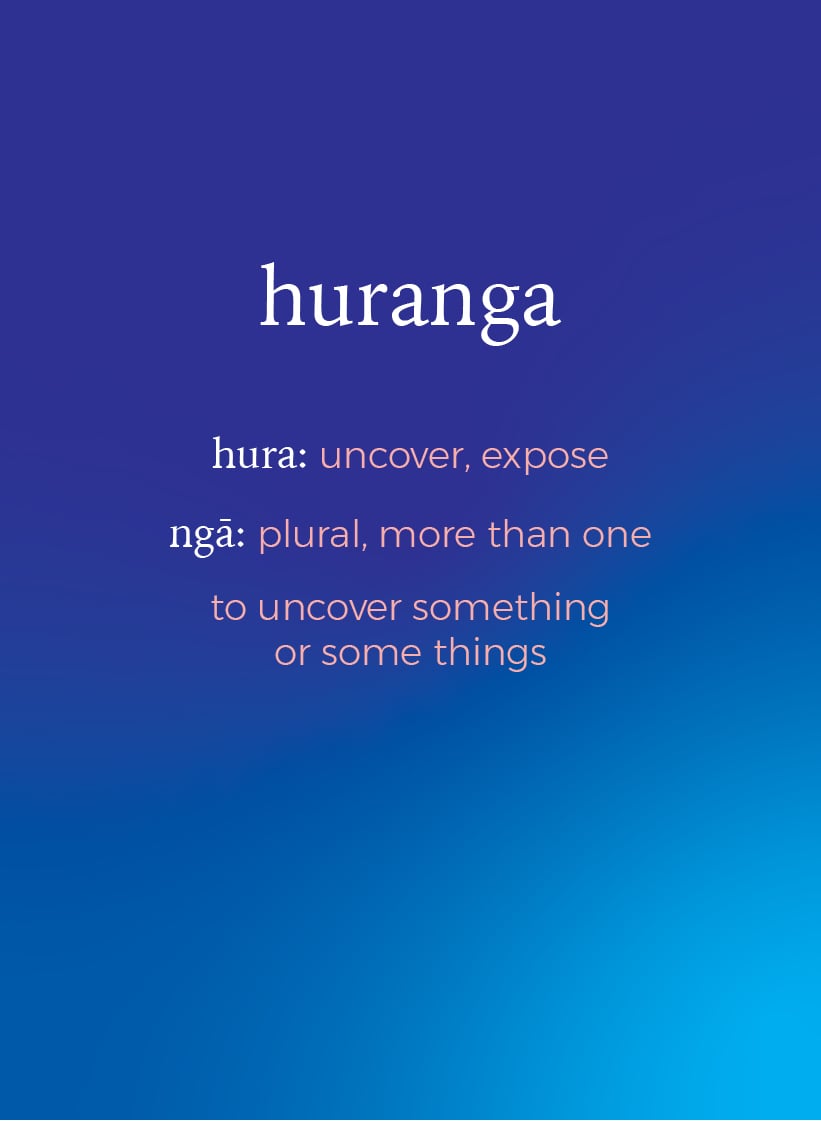 huranga
hura: uncover, expose
ngā: plural, more than one
to uncover something
or some things